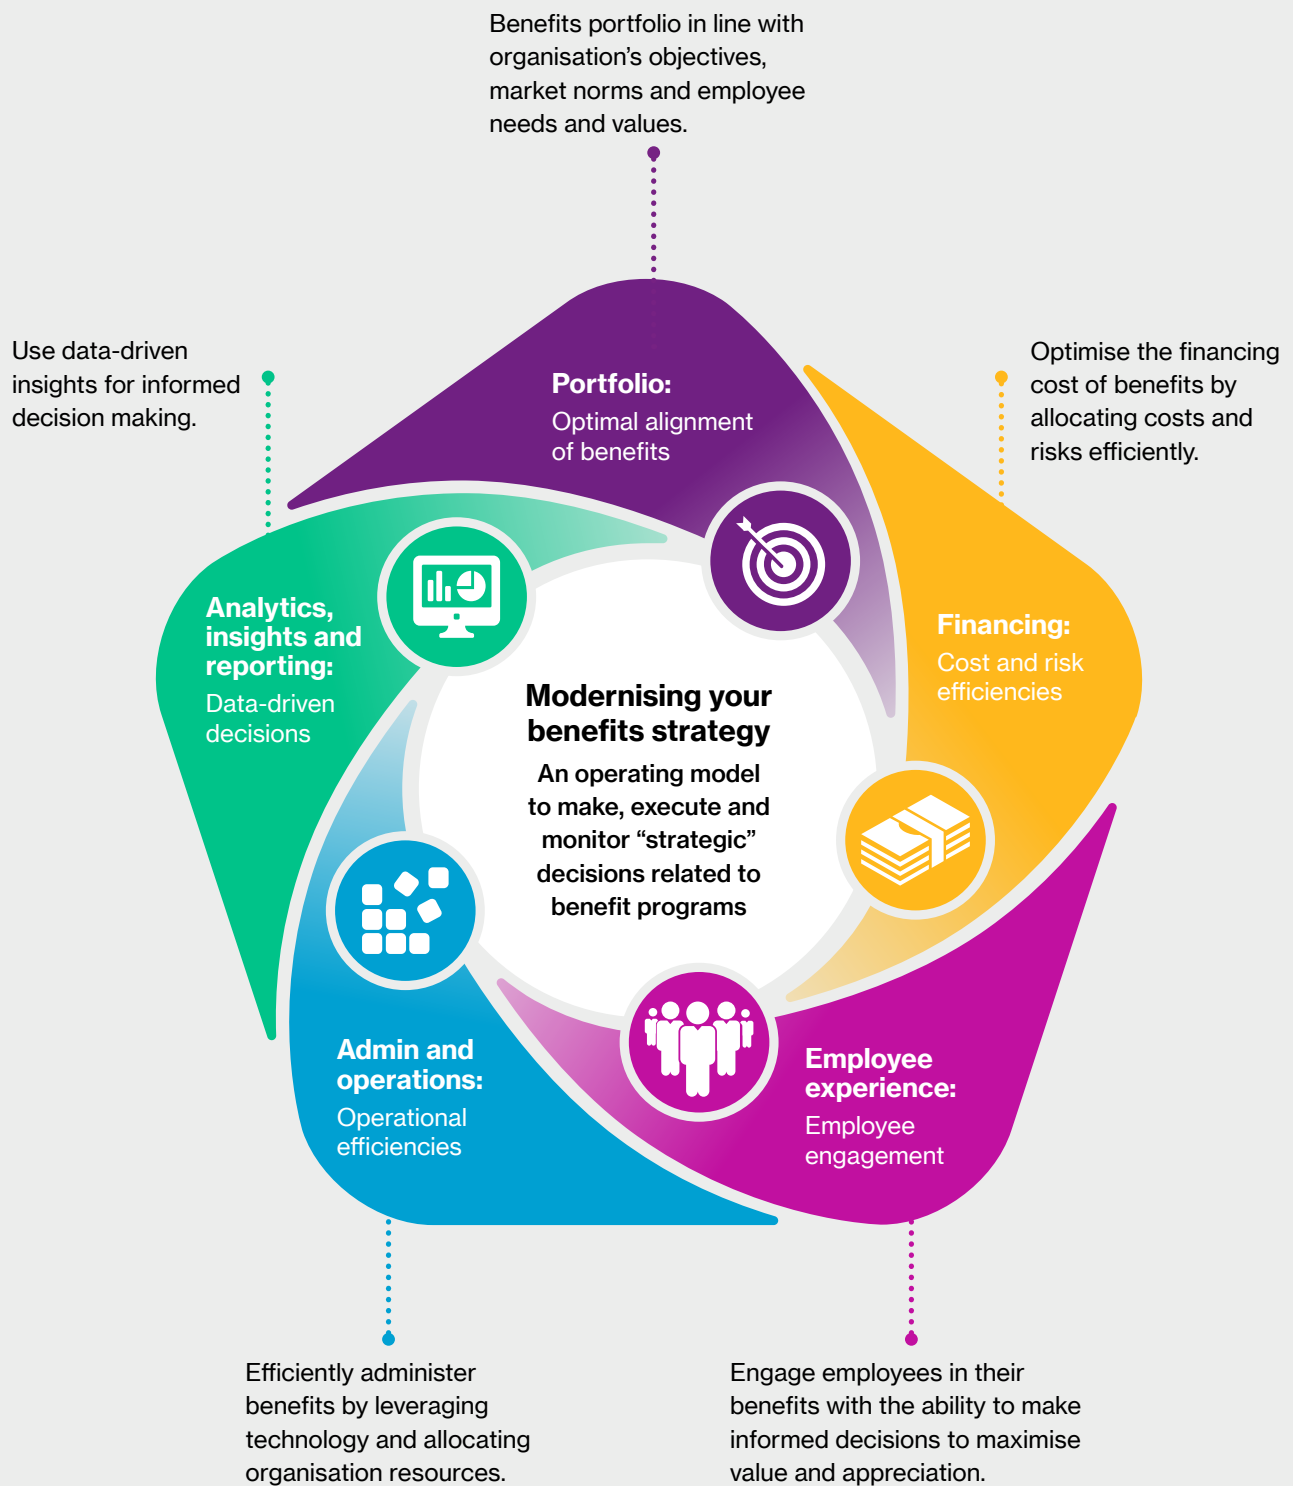 Benefits portfolio in line with
organisation’s objectives,
market norms and employee
needs and values.
Use data-driven
insights for informed
decision making.
Optimise the financing
cost of benefits by
allocating costs and
risks efficiently.
Portfolio:
Optimal alignment
of benefits
Analytics,
insights and
reporting:
Data-driven
decisions
Financing:
Cost and risk
efficiencies
Modernising your
benefits strategy
An operating model
to make, execute and
monitor “strategic”
decisions related to
benefit programs
Admin and
operations:
Operational
efficiencies
Employee
experience:
Employee
engagement
Efficiently administer
benefits by leveraging
technology and allocating
organisation resources.
Engage employees in their
benefits with the ability to make
informed decisions to maximise
value and appreciation.